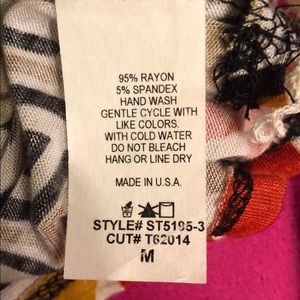 95% RAYON
5% SPANDEX
HAND WASH
GENTLE CYCLE WITH
LIKE COLORS.
WITH COLD WATER
DO NOT BLEACH
HANG OR LINE DRY
MADE IN U.S.A.
STYLE# ST5195-3
CUT# T62014
M